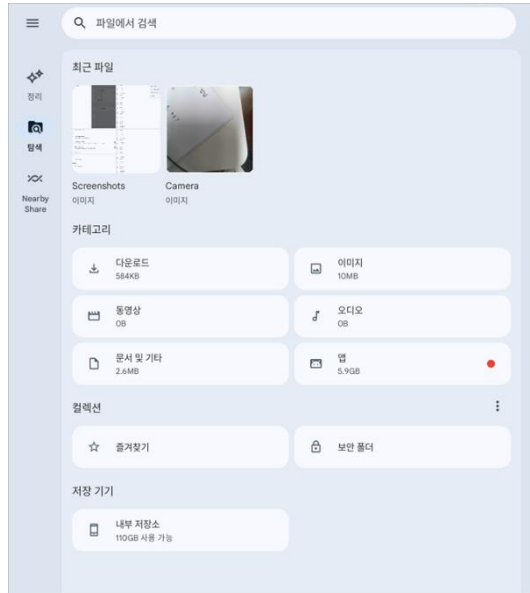 파일에서 검색
정리
탐색
Nearby
Share
최근 파일
Screenshots
이미지
Camera
이미지
카테고리
다운로드
584KB
이미지
10MB
동영상
0B
오디오
0B
문서 및 기타
2.6MB
앱
5.9GB
컬렉션
즐겨찾기
보안 폴더
저장 기기
내부 저장소
110GB 사용 가능